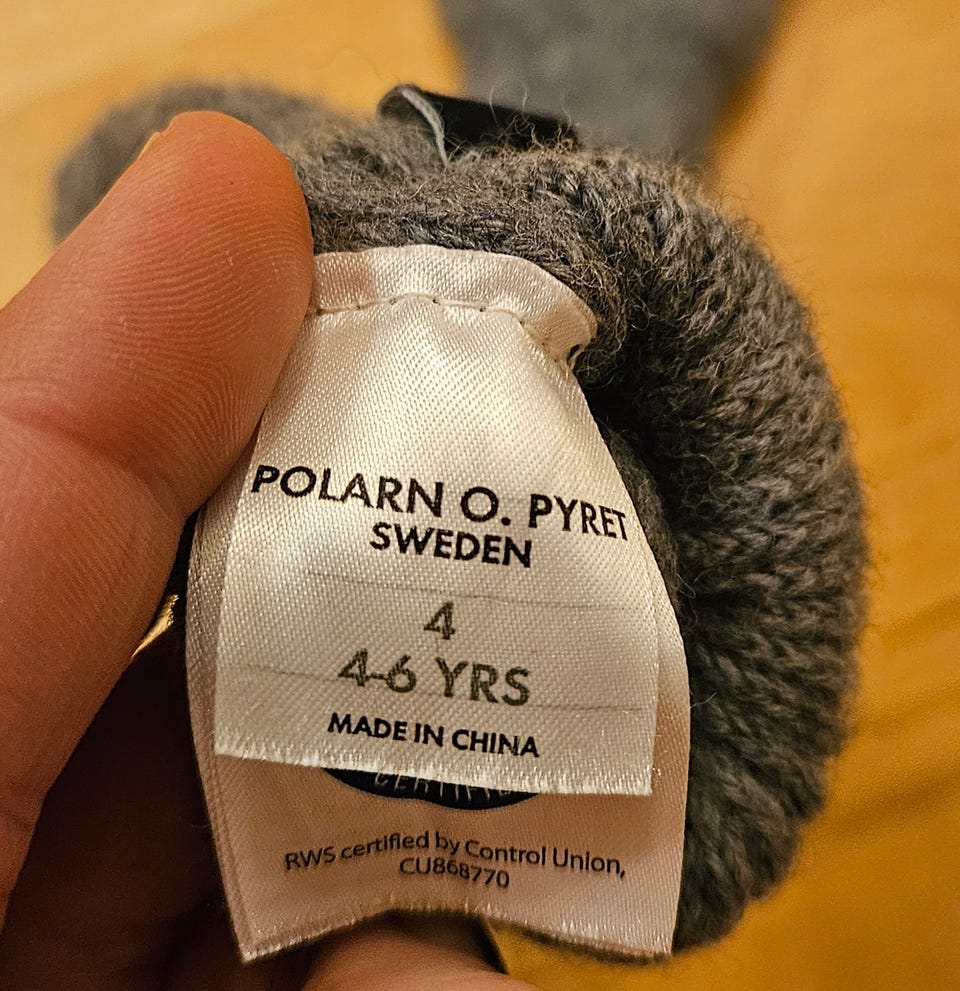 POLARN O. PYRET
SWEDEN
4
4-6 YRS
MADE IN CHINA
RWS certified by Control Union,
CU868770